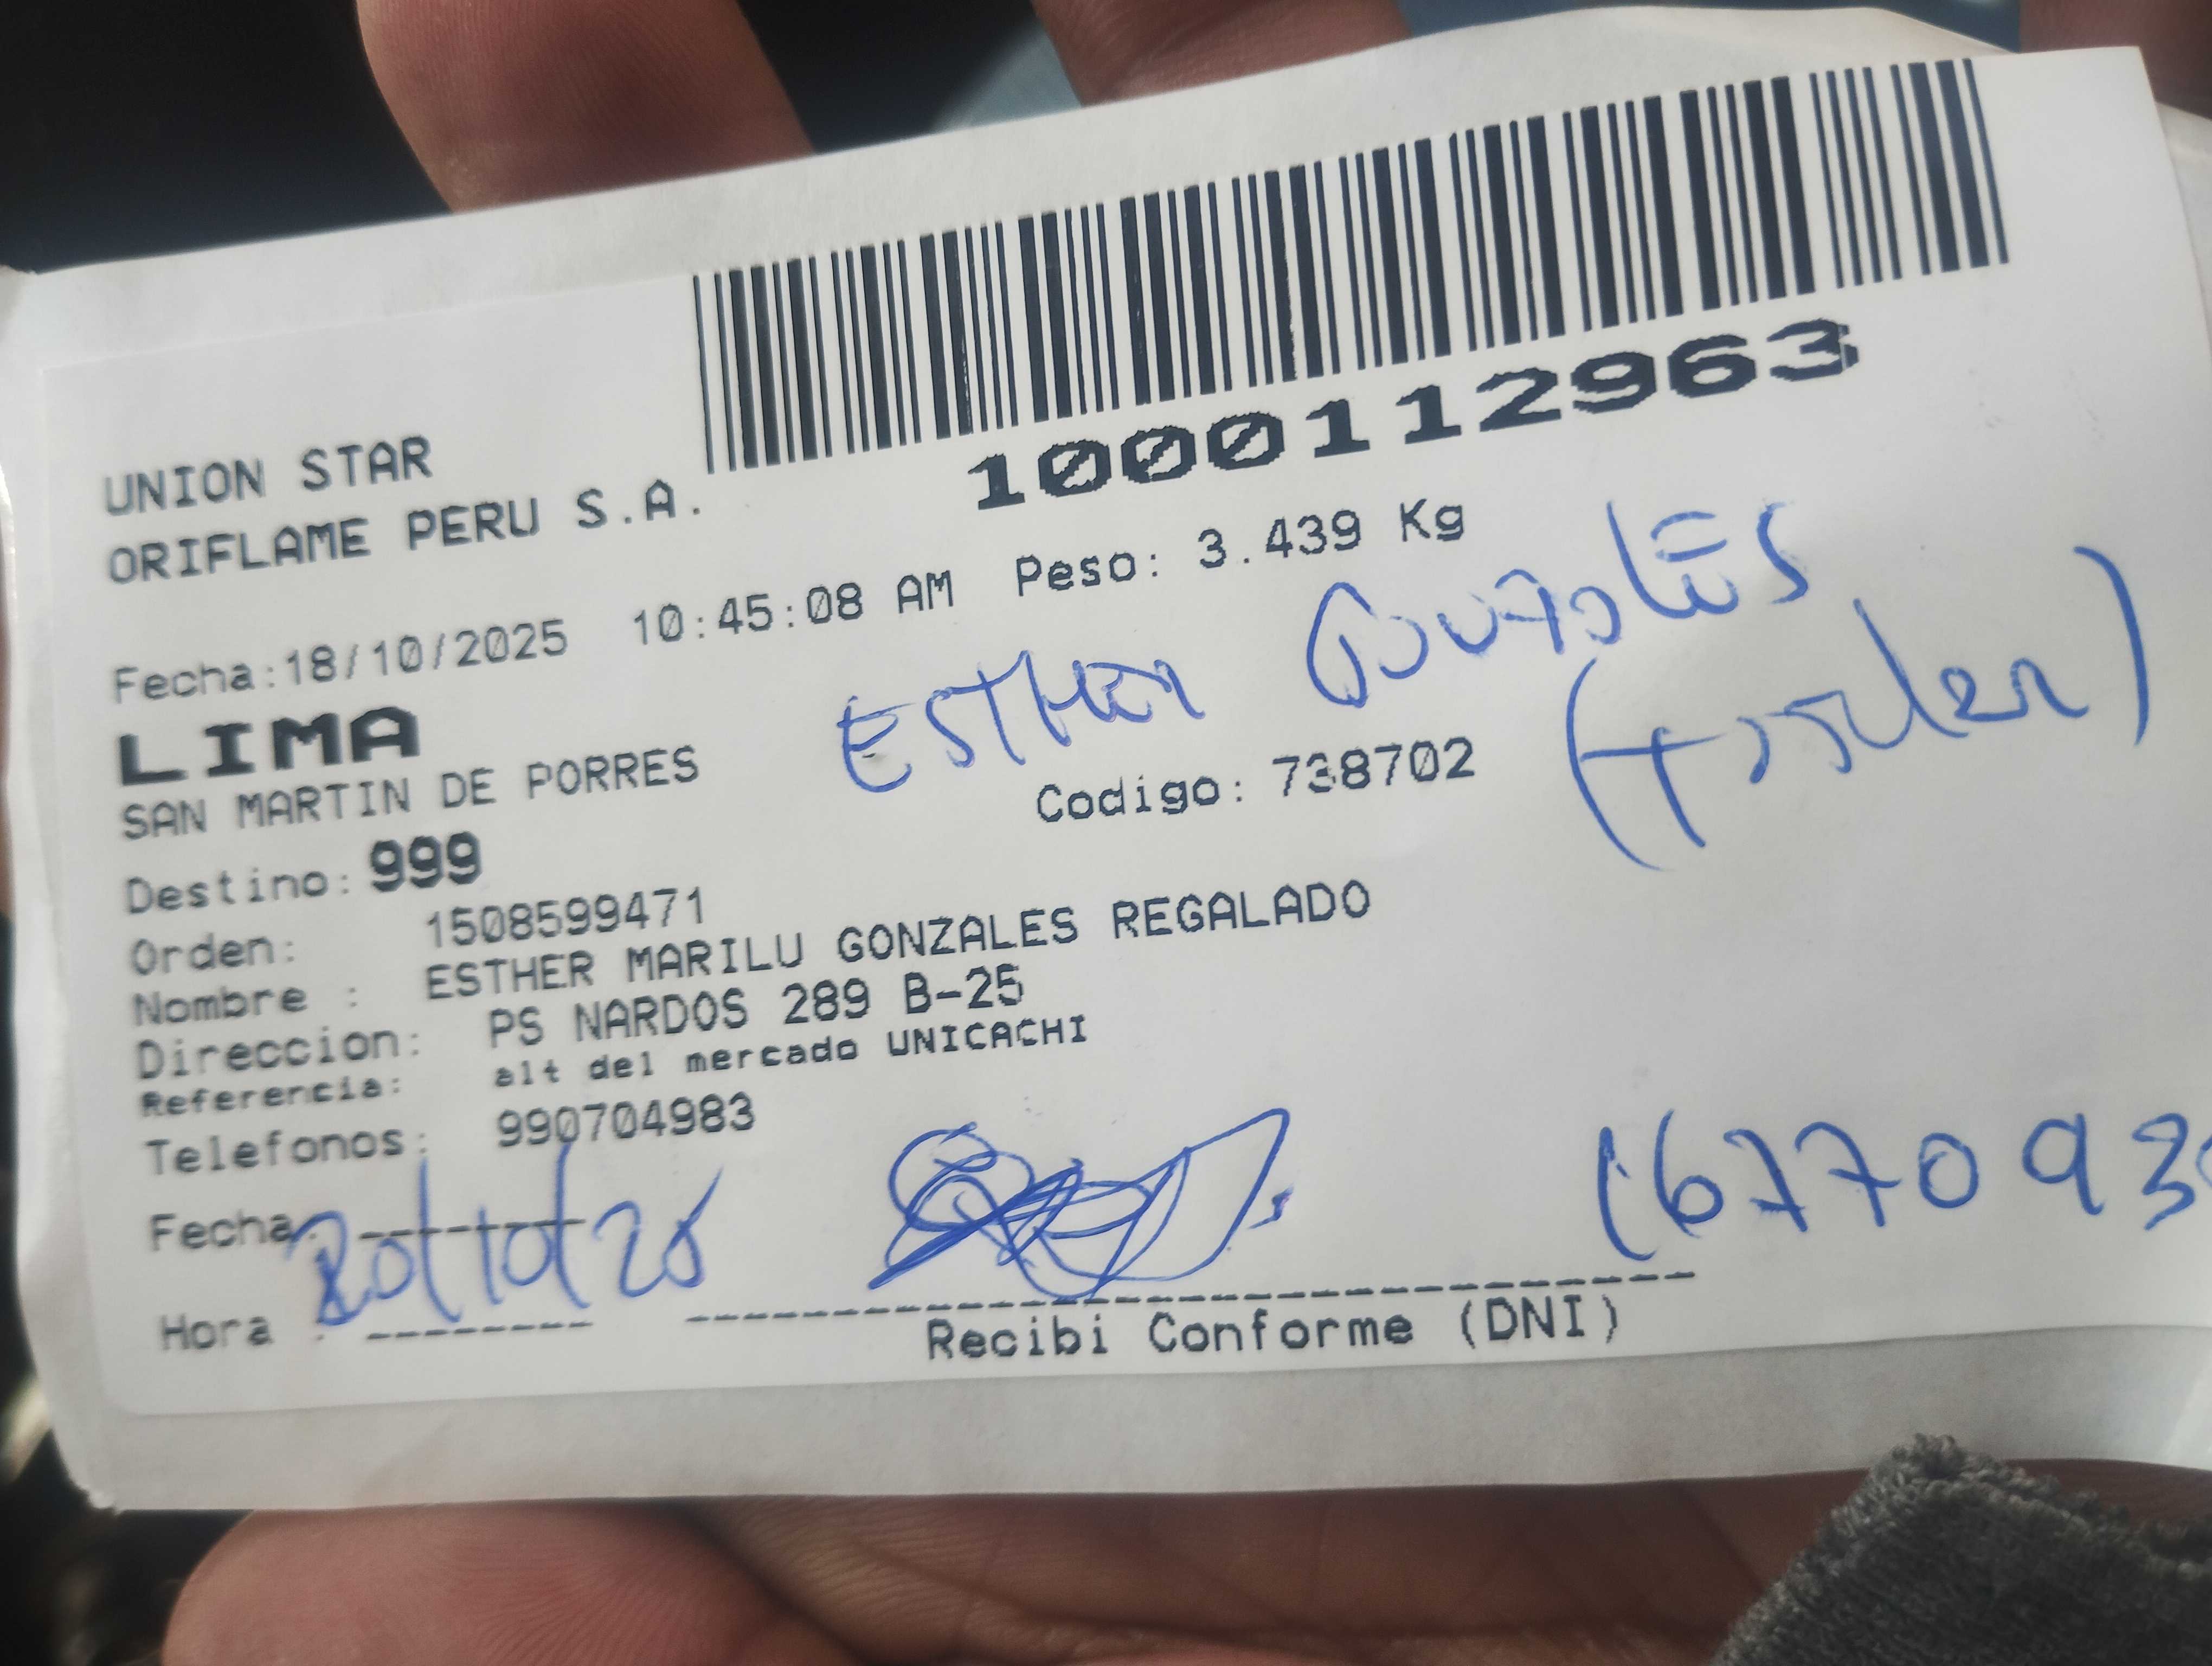 1000112963
UNION STAR
ORIFLAME PERU S.A.
Fecha:18/10/2025 10:45:08 AM Peso: 3.439 Kg
LIMA
ESTHER GONZALES
SAN MARTIN DE PORRES
Codigo: 738702
Destino: 999
Orden: 1508599471
Nombre : ESTHER MARILU GONZALES REGALADO
Direccion: PS NARDOS 289 B-25
Referencia: alt del mercado UNICACHI
Telefonos: 990704983
Fecha: 20/10/25
Hora :
Recibi Conforme (DNI)